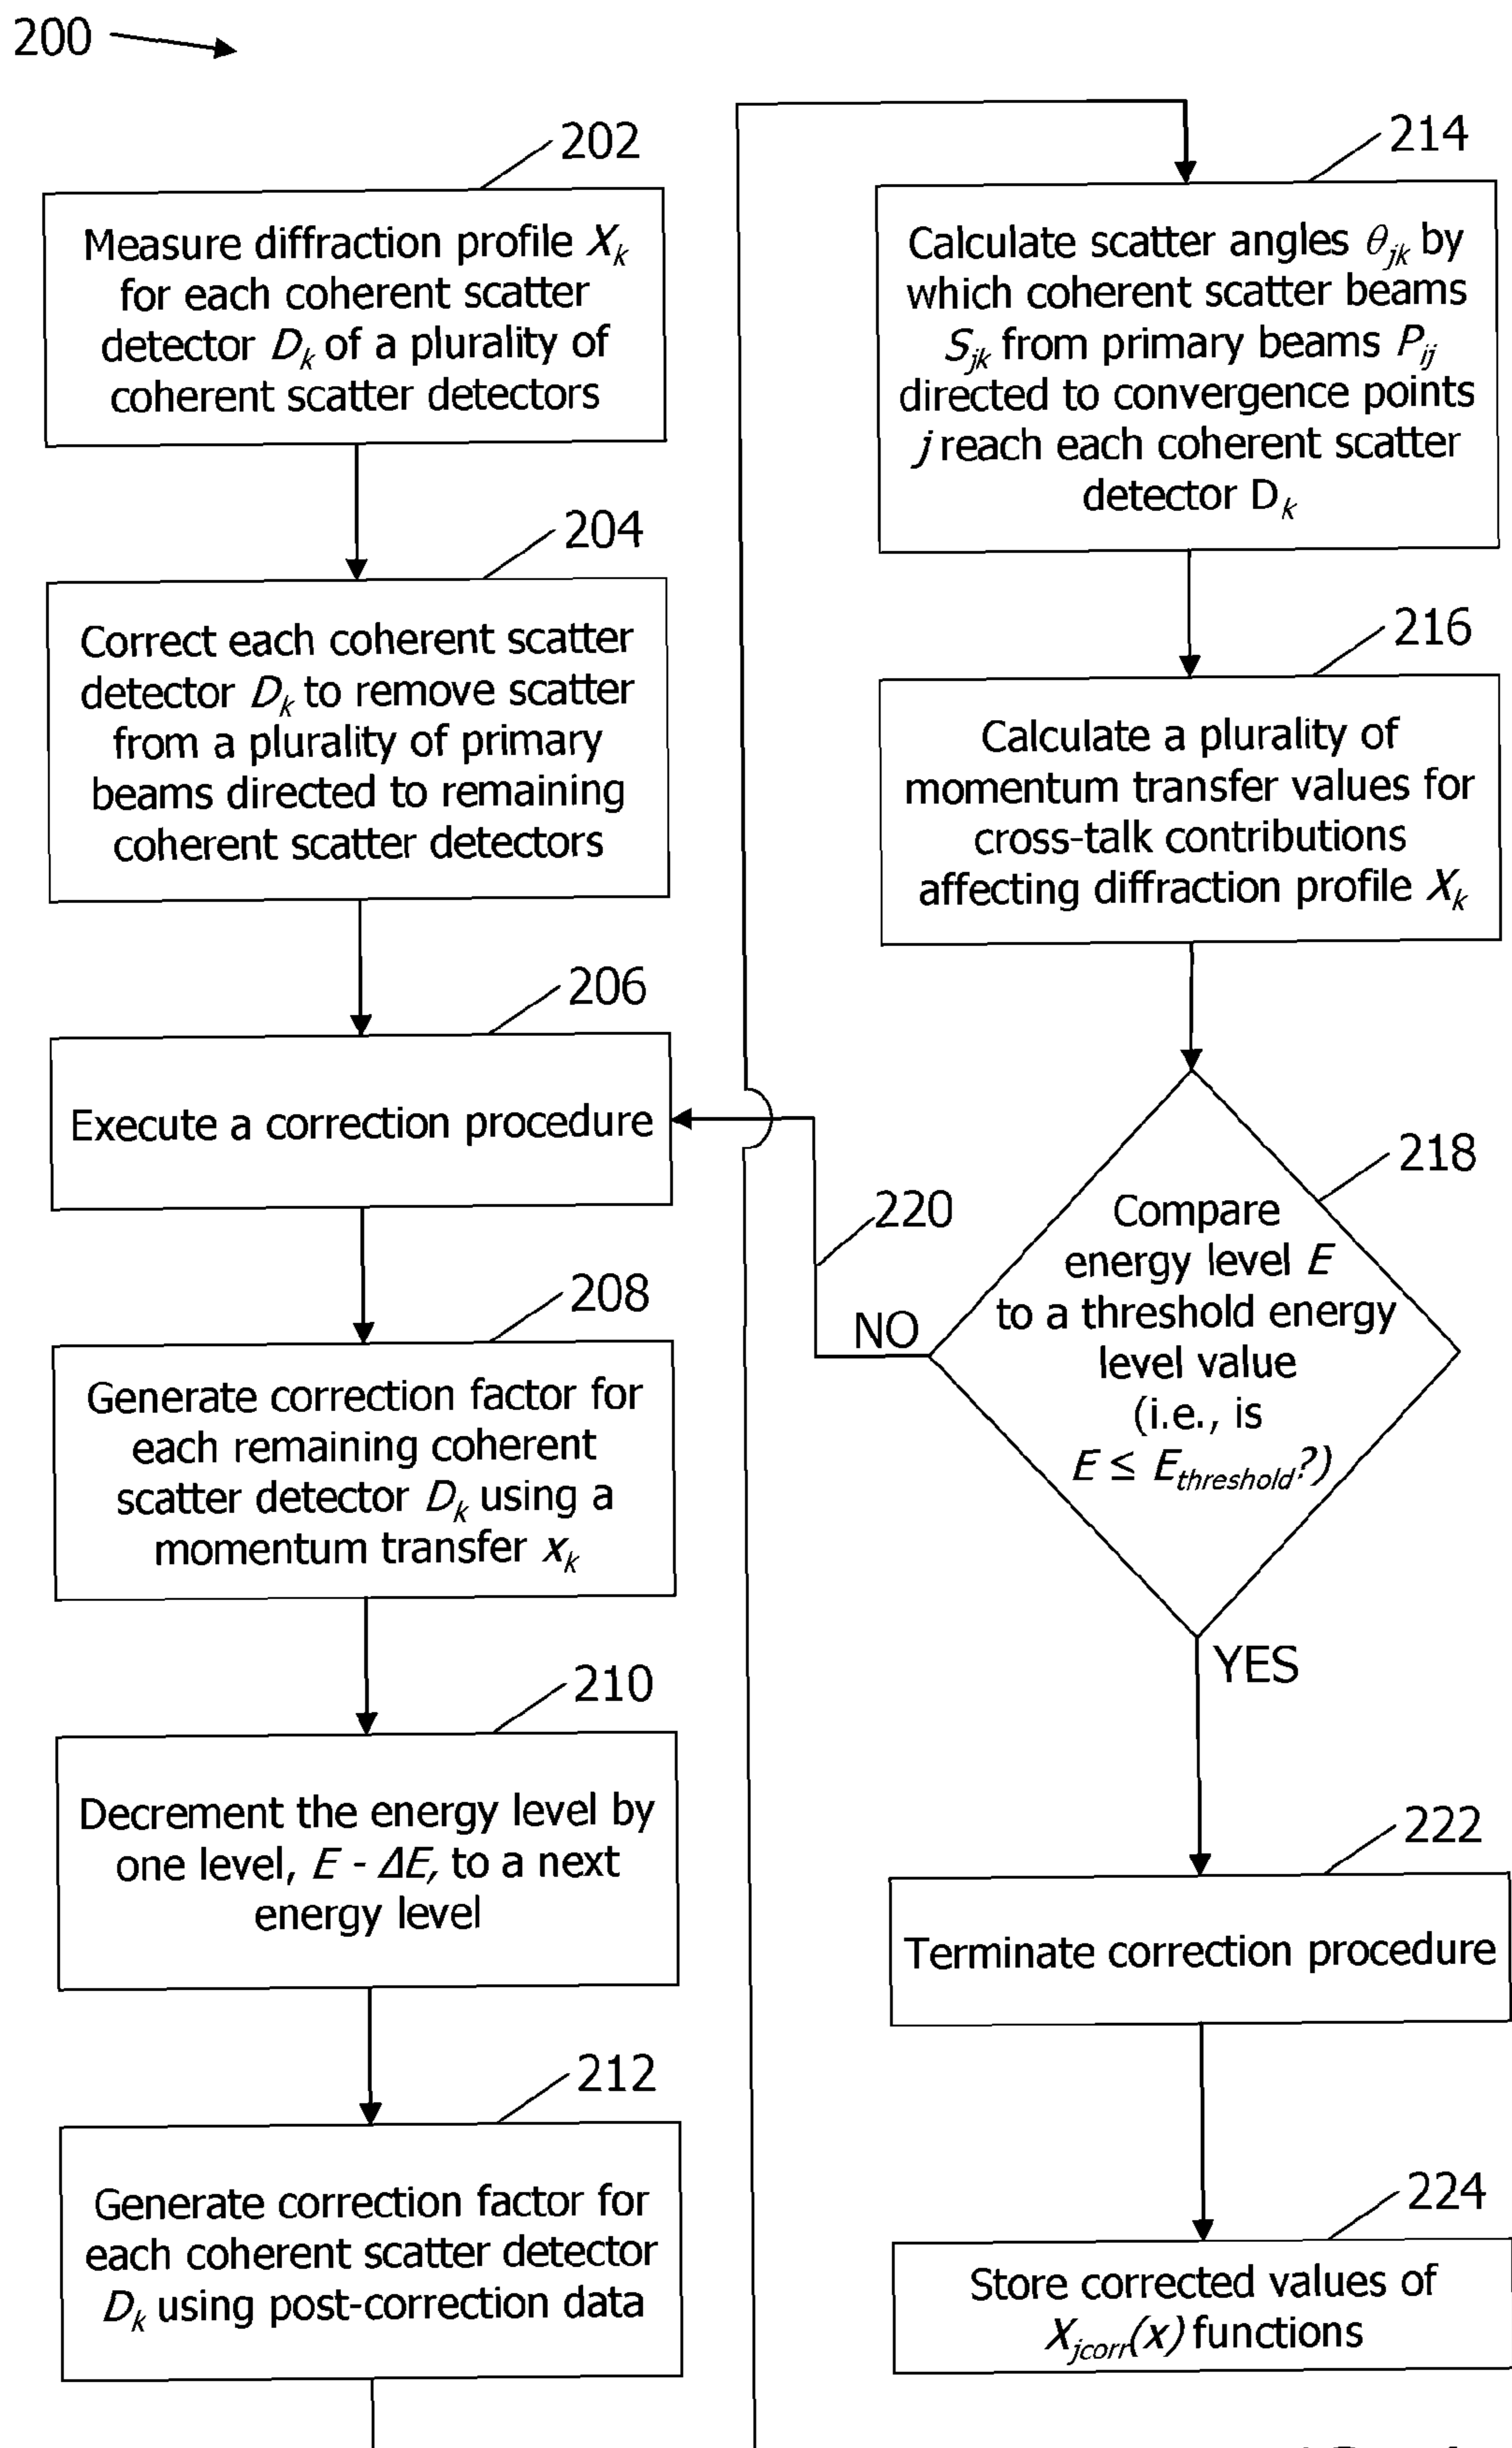 200
202
Measure diffraction profile Xk
for each coherent scatter
detector Dk of a plurality of
coherent scatter detectors
204
Correct each coherent scatter
detector Dk to remove scatter
from a plurality of primary
beams directed to remaining
coherent scatter detectors
206
Execute a correction procedure
208
Generate correction factor for
each remaining coherent
scatter detector Dk using a
momentum transfer xk
210
Decrement the energy level by
one level, E - ΔE, to a next
energy level
212
Generate correction factor for
each coherent scatter detector
Dk using post-correction data
214
Calculate scatter angles θjk by
which coherent scatter beams
Sjk from primary beams Pij
directed to convergence points
j reach each coherent scatter
detector Dk
216
Calculate a plurality of
momentum transfer values for
cross-talk contributions
affecting diffraction profile Xk
218
Compare
energy level E
to a threshold energy
level value
(i.e., is
E ≤ Ethreshold?)
220
NO
YES
222
Terminate correction procedure
224
Store corrected values of
Xjcorr(x) functions